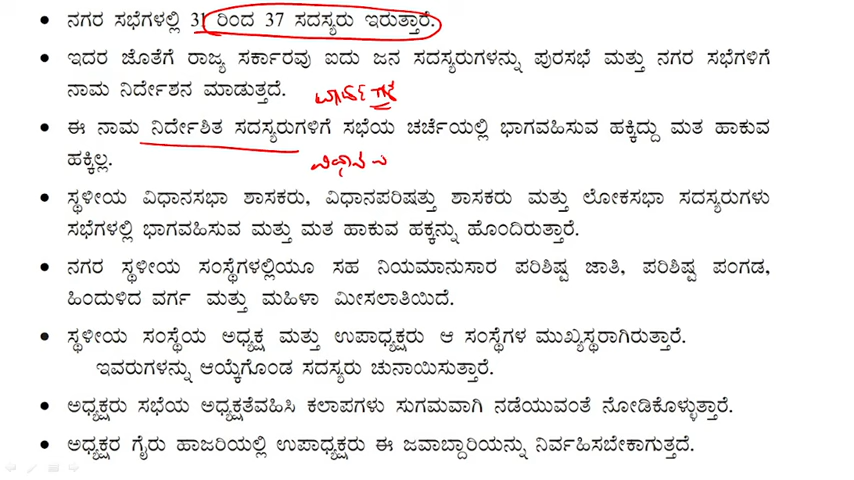 • ನಗರ ಸಭೆಗಳಲ್ಲಿ 31 ರಿಂದ 37 ಸದಸ್ಯರು ಇರುತ್ತಾರೆ.
• ಇದರ ಜೊತೆಗೆ ರಾಜ್ಯ ಸರ್ಕಾರವು ಐದು ಜನ ಸದಸ್ಯರುಗಳನ್ನು ಪುರಸಭೆ ಮತ್ತು ನಗರ ಸಭೆಗಳಿಗೆ
ನಾಮ ನಿರ್ದೇಶನ ಮಾಡುತ್ತದೆ.
• ಈ ನಾಮ ನಿರ್ದೇಶಿತ ಸದಸ್ಯರುಗಳಿಗೆ ಸಭೆಯ ಚರ್ಚೆಯಲ್ಲಿ ಭಾಗವಹಿಸುವ ಹಕ್ಕಿದ್ದು ಮತ ಹಾಕುವ
ಹಕ್ಕಿಲ್ಲ.
• ಸ್ಥಳೀಯ ವಿಧಾನಸಭಾ ಶಾಸಕರು, ವಿಧಾನಪರಿಷತ್ತು ಶಾಸಕರು ಮತ್ತು ಲೋಕಸಭಾ ಸದಸ್ಯರುಗಳು
ಸಭೆಗಳಲ್ಲಿ ಭಾಗವಹಿಸುವ ಮತ್ತು ಮತ ಹಾಕುವ ಹಕ್ಕನ್ನು ಹೊಂದಿರುತ್ತಾರೆ.
• ನಗರ ಸ್ಥಳೀಯ ಸಂಸ್ಥೆಗಳಲ್ಲಿಯೂ ಸಹ ನಿಯಮಾನುಸಾರ ಪರಿಶಿಷ್ಟ ಜಾತಿ, ಪರಿಶಿಷ್ಟ ಪಂಗಡ,
ಹಿಂದುಳಿದ ವರ್ಗ ಮತ್ತು ಮಹಿಳಾ ಮೀಸಲಾತಿಯಿದೆ.
• ಸ್ಥಳೀಯ ಸಂಸ್ಥೆಯ ಅಧ್ಯಕ್ಷ ಮತ್ತು ಉಪಾಧ್ಯಕ್ಷರು ಆ ಸಂಸ್ಥೆಗಳ ಮುಖ್ಯಸ್ಥರಾಗಿರುತ್ತಾರೆ.
ಇವರುಗಳನ್ನು ಆಯ್ಕೆಗೊಂಡ ಸದಸ್ಯರು ಚುನಾಯಿಸುತ್ತಾರೆ.
• ಅಧ್ಯಕ್ಷರು ಸಭೆಯ ಅಧ್ಯಕ್ಷತೆವಹಿಸಿ ಕಲಾಪಗಳು ಸುಗಮವಾಗಿ ನಡೆಯುವಂತೆ ನೋಡಿಕೊಳ್ಳುತ್ತಾರೆ.
• ಅಧ್ಯಕ್ಷರ ಗೈರು ಹಾಜರಿಯಲ್ಲಿ ಉಪಾಧ್ಯಕ್ಷರು ಈ ಜವಾಬ್ದಾರಿಯನ್ನು ನಿರ್ವಹಿಸಬೇಕಾಗುತ್ತದೆ.